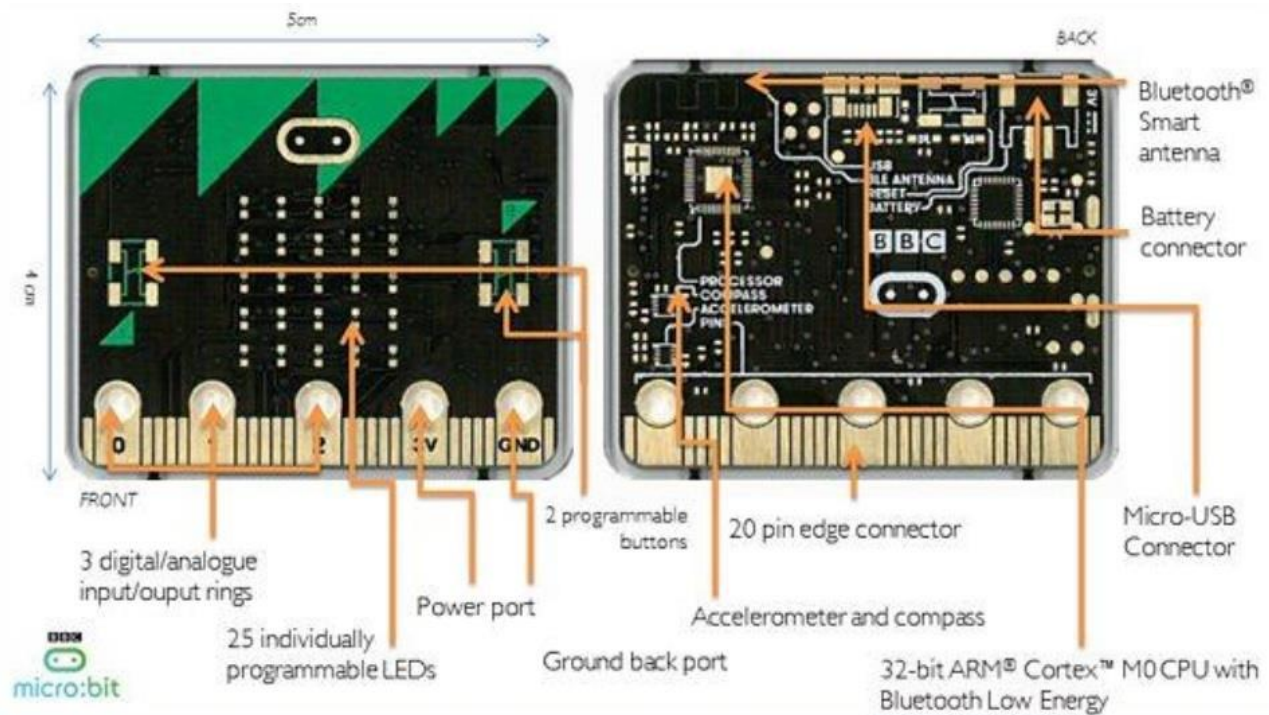 5cm
BACK
4 cm
B
0
1
2
3V
GND
FRONT
3 digital/analogue
input/ouput rings
25 individually
programmable LEDs
Power port
Ground back port
2 programmable
buttons
USB
BLE ANTENNA
RESET
BATTERY
BBC
PROCESSOR
COMPASS
ACCELEROMETER
PINS
20 pin edge connector
Accelerometer and compass
Bluetooth®
Smart
antenna
Battery
connector
Micro-USB
Connector
32-bit ARM® Cortex™ M0 CPU with
Bluetooth Low Energy
BBC
micro:bit